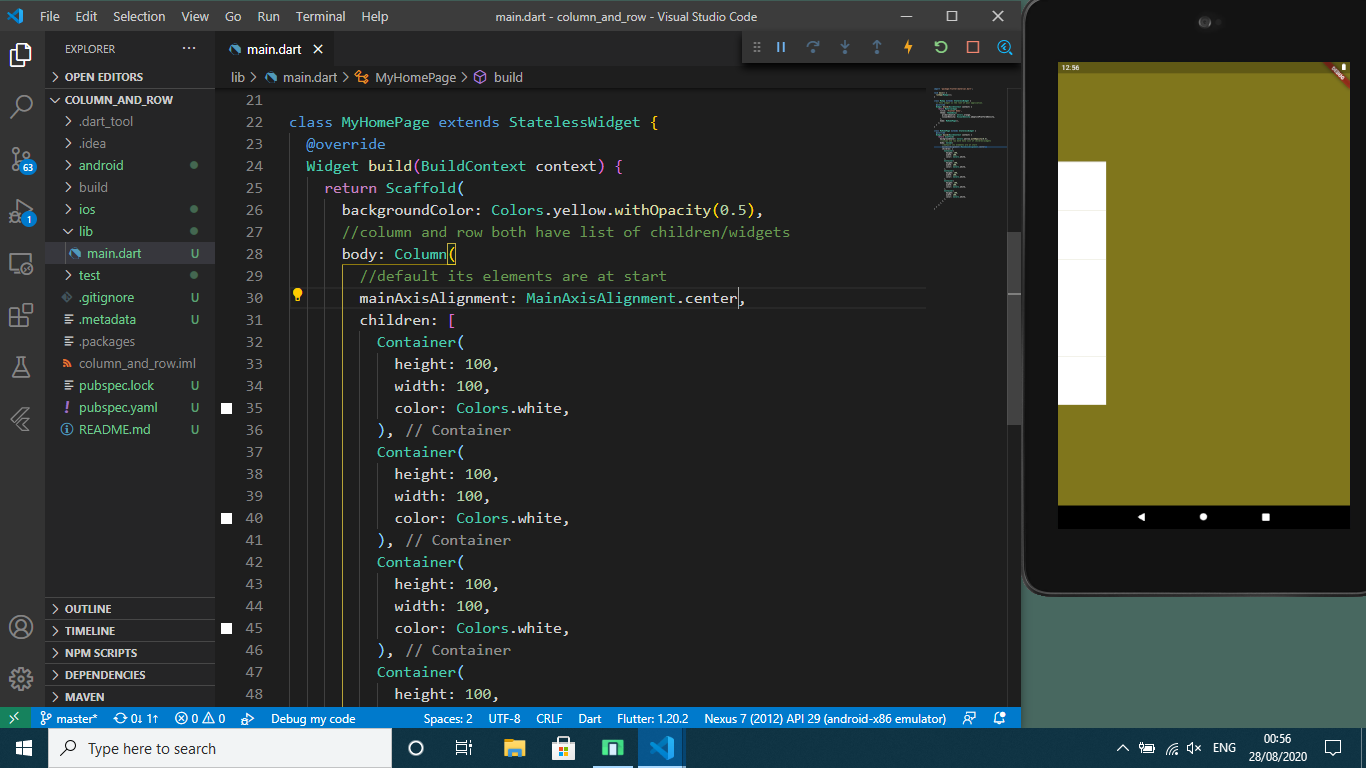 File Edit Selection View Go Run Terminal Help main.dart - column_and_row - Visual Studio Code
EXPLORER
OPEN EDITORS
COLUMN_AND_ROW
.dart_tool
.idea
android
build
ios
lib
main.dart U
test
.gitignore U
.metadata U
.packages
column_and_row.iml
pubspec.lock U
pubspec.yaml U
README.md U
OUTLINE
TIMELINE
NPM SCRIPTS
DEPENDENCIES
MAVEN
63
1
main.dart
lib > main.dart > MyHomePage > build
21
22 class MyHomePage extends StatelessWidget {
23 @override
24 Widget build(BuildContext context) {
25 return Scaffold(
26 backgroundColor: Colors.yellow.withOpacity(0.5),
27 //column and row both have list of children/widgets
28 body: Column(
29 //default its elements are at start
30 mainAxisAlignment: MainAxisAlignment.center,
31 children: [
32 Container(
33 height: 100,
34 width: 100,
35 color: Colors.white,
36 ), // Container
37 Container(
38 height: 100,
39 width: 100,
40 color: Colors.white,
41 ), // Container
42 Container(
43 height: 100,
44 width: 100,
45 color: Colors.white,
46 ), // Container
47 Container(
48 height: 100,
12:56
DEBUG
master* 0↓ 1↑ 0 0 Debug my code Spaces: 2 UTF-8 CRLF Dart Flutter: 1.20.2 Nexus 7 (2012) API 29 (android-x86 emulator)
Type here to search
ENG
00:56
28/08/2020